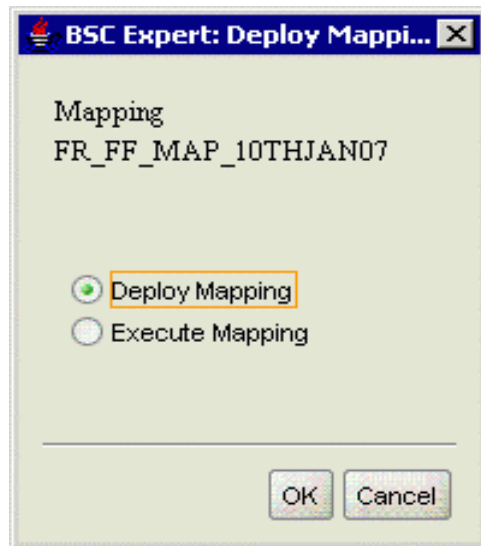 BSC Expert: Deploy Mappi...
Mapping
FR_FF_MAP_10THJAN07
Deploy Mapping
Execute Mapping
OK Cancel